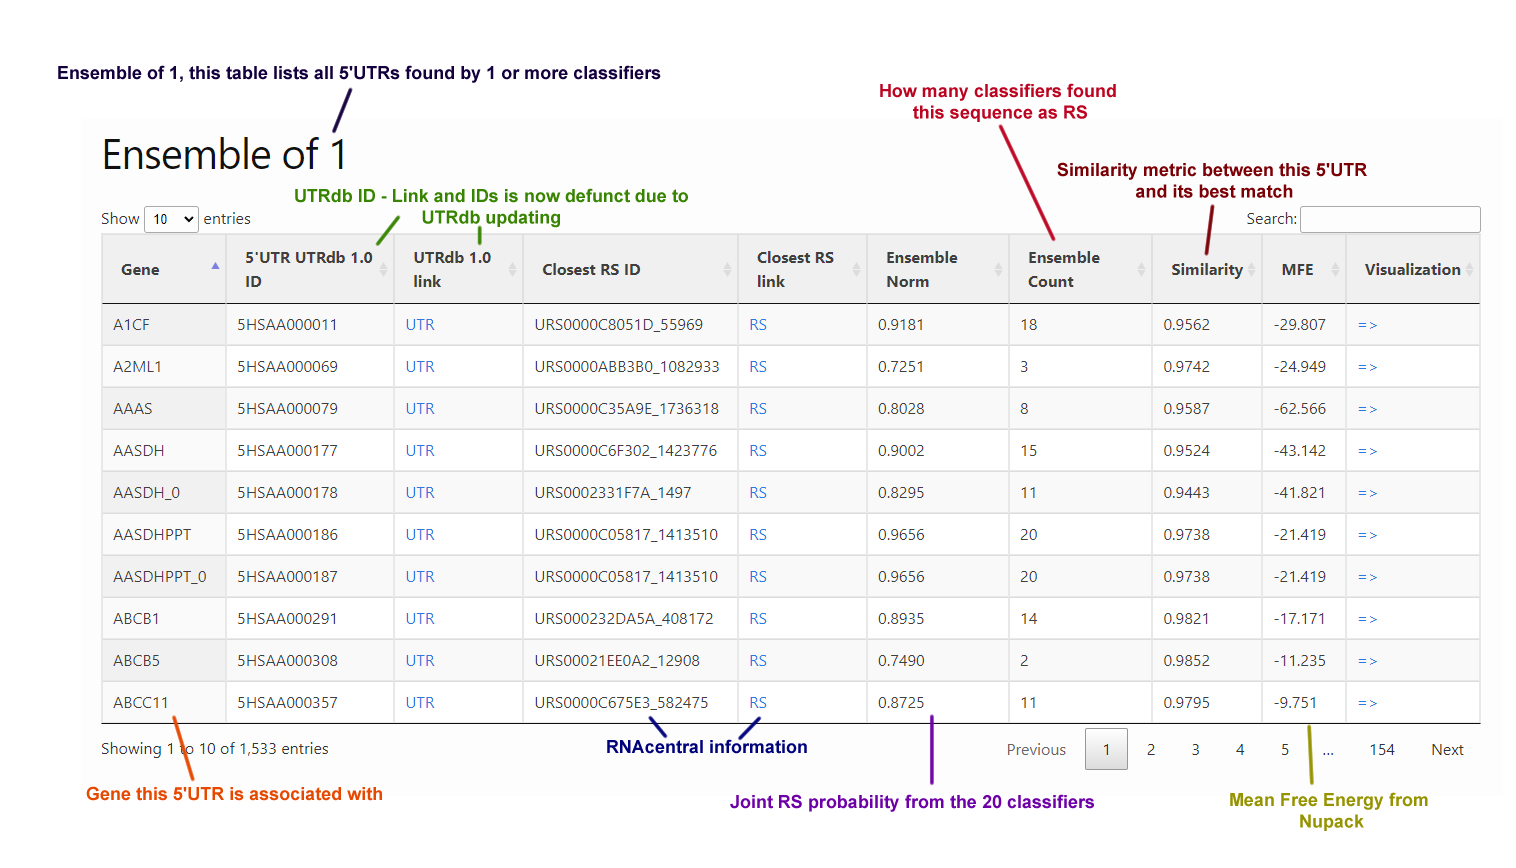 Ensemble of 1, this table lists all 5'UTRs found by 1 or more classifiers
How many classifiers found
this sequence as RS
Ensemble of 1
Similarity metric between this 5'UTR
and its best match
UTRdb ID - Link and IDs is now defunct due to
UTRdb updating
Show 10 entries
Search:
Gene 5'UTR UTRdb 1.0 ID UTRdb 1.0 link Closest RS ID Closest RS link Ensemble Norm Ensemble Count Similarity MFE Visualization
A1CF 5HSAA000011 UTR URS0000C8051D_55969 RS 0.9181 18 0.9562 -29.807 =>
A2ML1 5HSAA000069 UTR URS0000ABB3B0_1082933 RS 0.7251 3 0.9742 -24.949 =>
AAAS 5HSAA000079 UTR URS0000C35A9E_1736318 RS 0.8028 8 0.9587 -62.566 =>
AASDH 5HSAA000177 UTR URS0000C6F302_1423776 RS 0.9002 15 0.9524 -43.142 =>
AASDH_0 5HSAA000178 UTR URS0002331F7A_1497 RS 0.8295 11 0.9443 -41.821 =>
AASDHPPT 5HSAA000186 UTR URS0000C05817_1413510 RS 0.9656 20 0.9738 -21.419 =>
AASDHPPT_0 5HSAA000187 UTR URS0000C05817_1413510 RS 0.9656 20 0.9738 -21.419 =>
ABCB1 5HSAA000291 UTR URS000232DA5A_408172 RS 0.8935 14 0.9821 -17.171 =>
ABCB5 5HSAA000308 UTR URS00021EE0A2_12908 RS 0.7490 2 0.9852 -11.235 =>
ABCC11 5HSAA000357 UTR URS0000C675E3_582475 RS 0.8725 11 0.9795 -9.751 =>
Showing 1 to 10 of 1,533 entries
RNAcentral information
Previous 1 2 3 4 5 ... 154 Next
Gene this 5'UTR is associated with
Joint RS probability from the 20 classifiers
Mean Free Energy from
Nupack